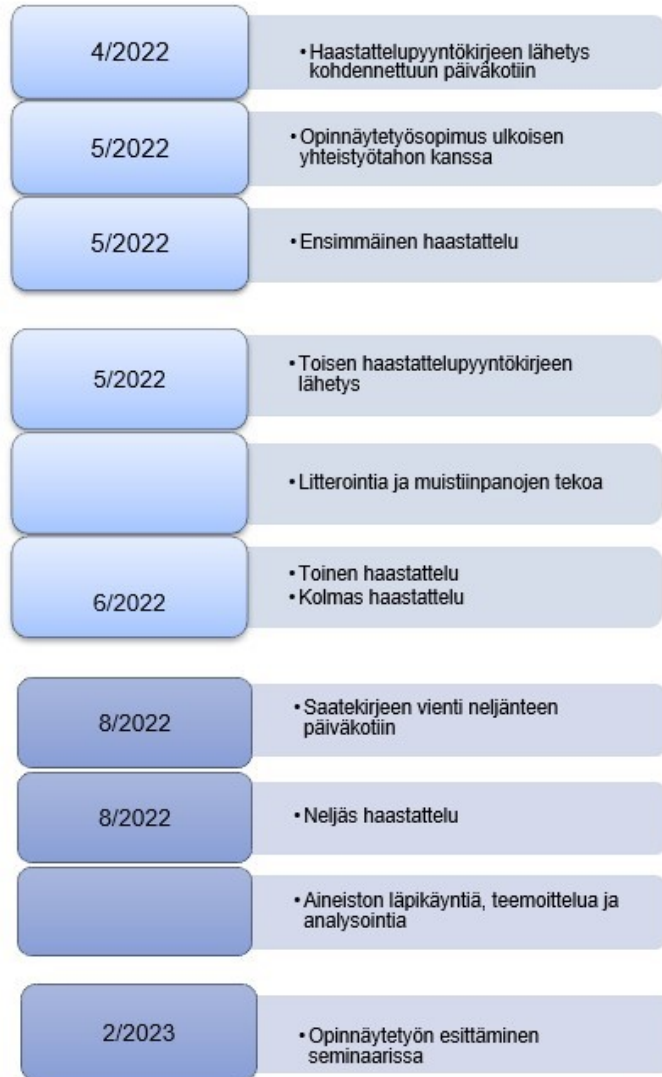 4/2022
• Haastattelupyyntökirjeen lähetys
kohdennettuun päiväkotiin
5/2022
• Opinnäytetyösopimus ulkoisen
yhteistyötahon kanssa
5/2022
• Ensimmäinen haastattelu
5/2022
• Toisen haastattelupyyntökirjeen
lähetys
• Litterointia ja muistiinpanojen tekoa
6/2022
• Toinen haastattelu
• Kolmas haastattelu
8/2022
• Saatekirjeen vienti neljänteen
päiväkotiin
8/2022
• Neljäs haastattelu
• Aineiston läpikäyntiä, teemoittelua ja
analysointia
2/2023
• Opinnäytetyön esittäminen
seminaarissa